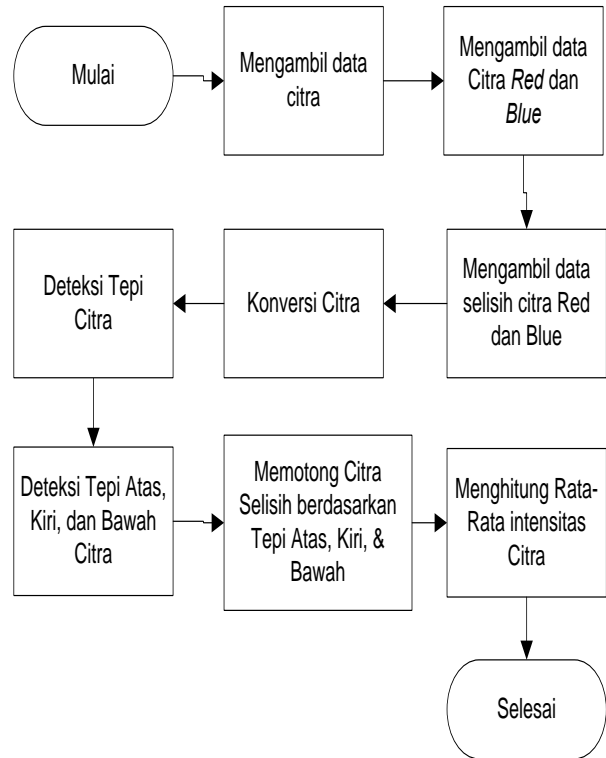 Mulai
Mengambil data
citra
Mengambil data
Citra Red dan
Blue
Mengambil data
selisih citra Red
dan Blue
Konversi Citra
Deteksi Tepi
Citra
Deteksi Tepi Atas,
Kiri, dan Bawah
Citra
Memotong Citra
Selisih berdasarkan
Tepi Atas, Kiri, &
Bawah
Menghitung Rata-
Rata intensitas
Citra
Selesai